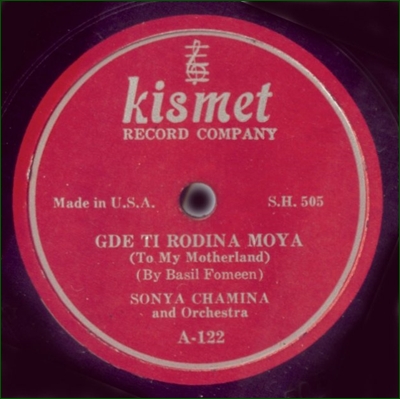 kismet
RECORD COMPANY
Made in U.S.A. S.H. 505
GDE TI RODINA MOYA
(To My Motherland)
(By Basil Fomeen)
SONYA CHAMINA
and Orchestra
A-122